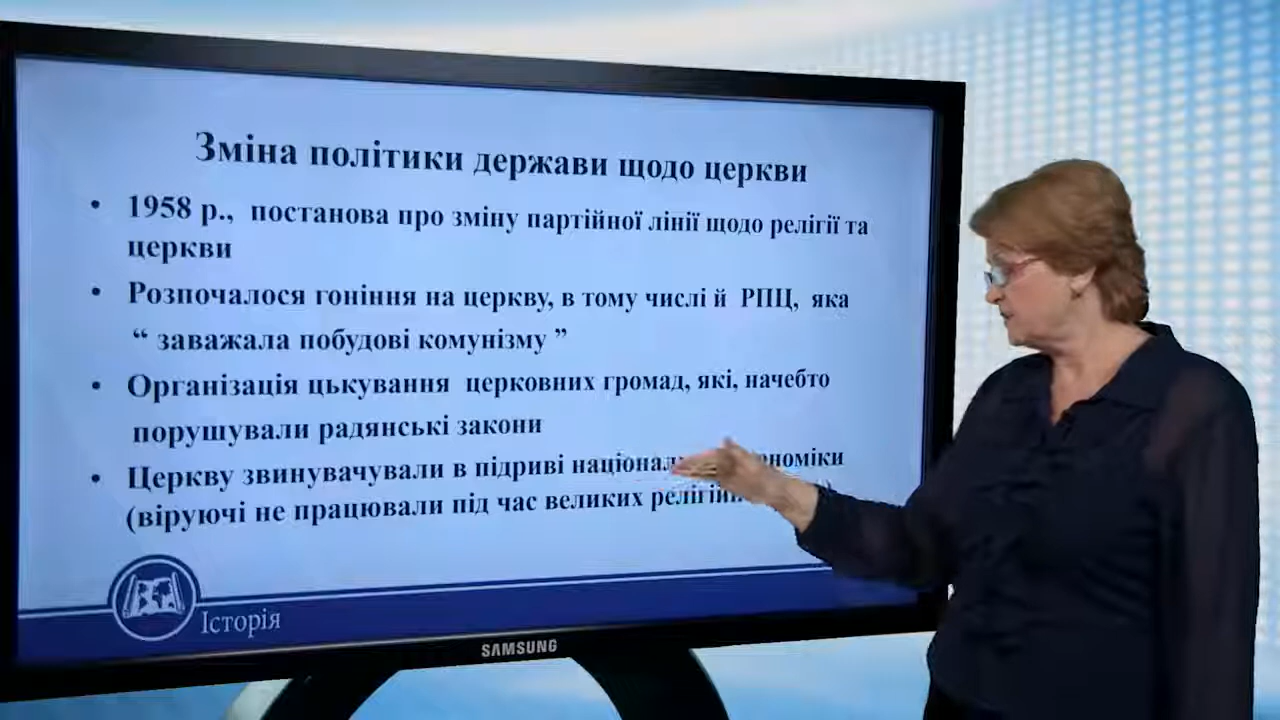 Зміна політики держави щодо церкви
• 1958 р., постанова про зміну партійної лінії щодо релігії та
церкви
• Розпочалося гоніння на церкву, в тому числі й РПЦ, яка
“ заважала побудові комунізму ”
• Організація цькування церковних громад, які, начебто
порушували радянські закони
• Церкву звинувачували в підриві
(віруючі не працювали під час великих
Історія
SAMSUNG